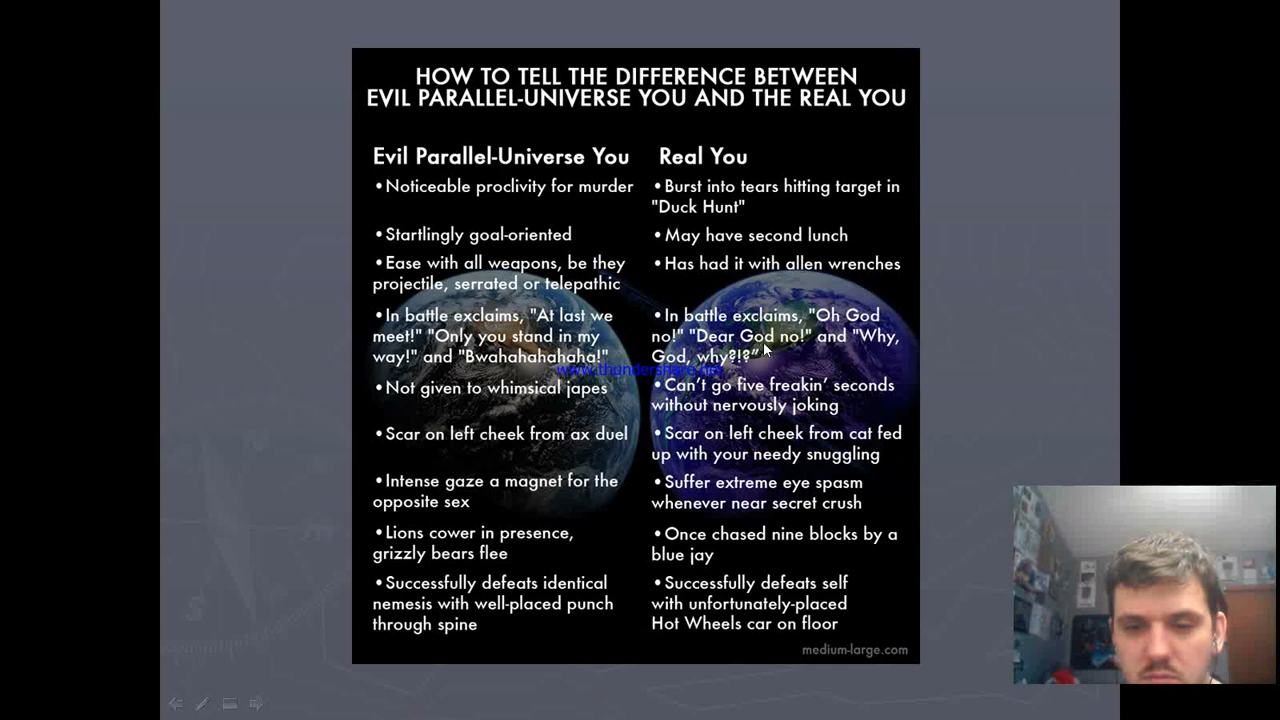 HOW TO TELL THE DIFFERENCE BETWEEN
EVIL PARALLEL-UNIVERSE YOU AND THE REAL YOU
Evil Parallel-Universe You
•Noticeable proclivity for murder
•Startlingly goal-oriented
•Ease with all weapons, be they
projectile, serrated or telepathic
•In battle exclaims, "At last we
meet!" "Only you stand in my
way!" and "Bwahahahahaha!"
•Not given to whimsical japes
•Scar on left cheek from ax duel
•Intense gaze a magnet for the
opposite sex
•Lions cower in presence,
grizzly bears flee
•Successfully defeats identical
nemesis with well-placed punch
through spine
Real You
•Burst into tears hitting target in
"Duck Hunt"
•May have second lunch
•Has had it with allen wrenches
•In battle exclaims, "Oh God
no!" "Dear God no!" and "Why,
God, why?!?"
•Can't go five freakin' seconds
without nervously joking
•Scar on left cheek from cat fed
up with your needy snuggling
•Suffer extreme eye spasm
whenever near secret crush
•Once chased nine blocks by a
blue jay
•Successfully defeats self
with unfortunately-placed
Hot Wheels car on floor
www.thundershare.net
medium-large.com